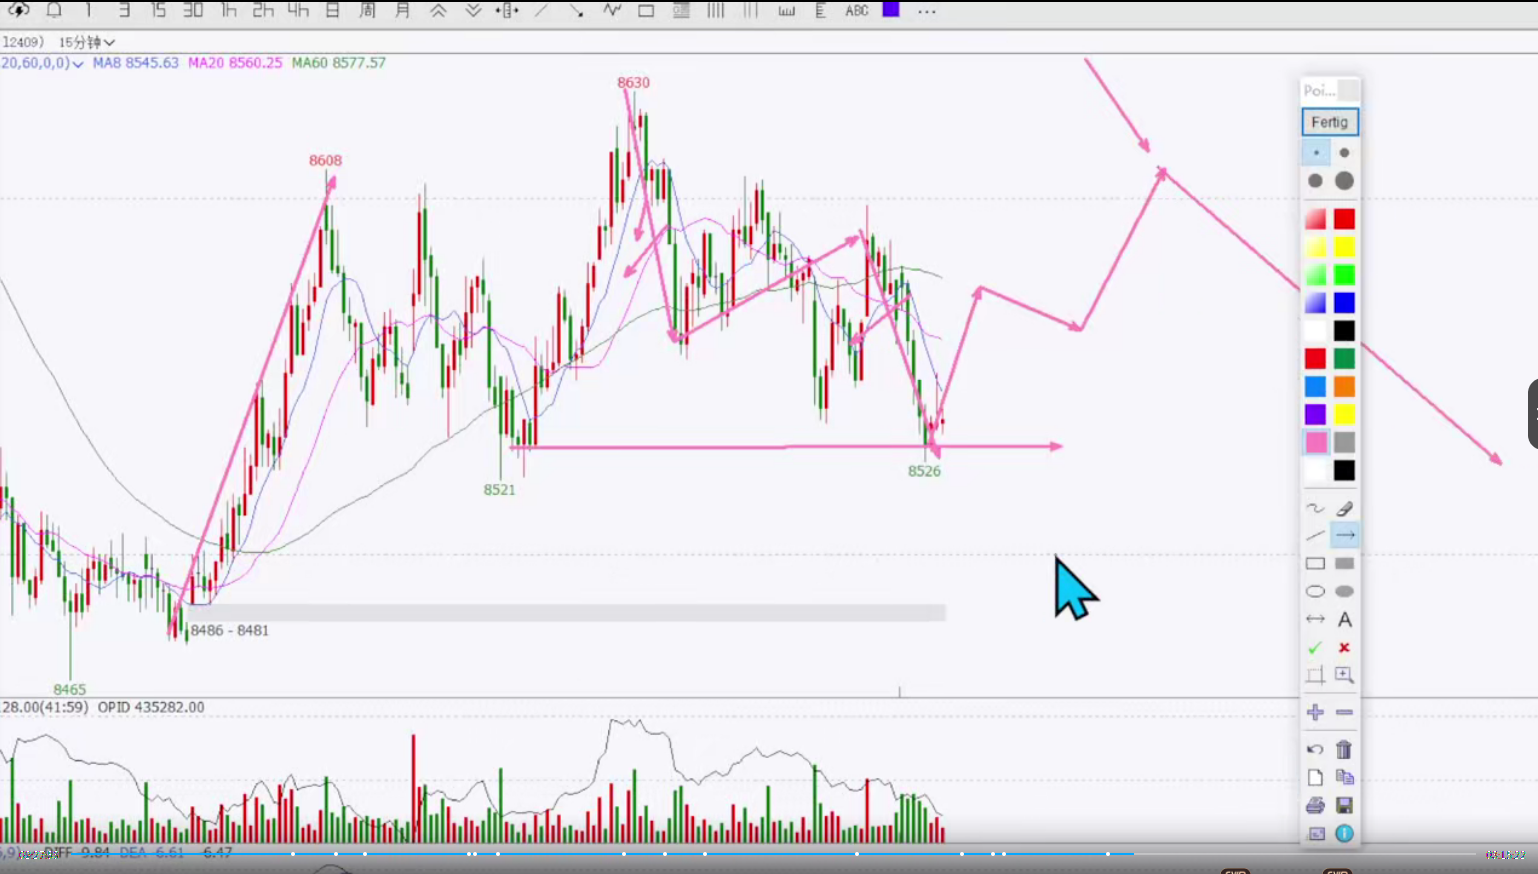 1 3 15 30 1h 2h 4h 日 周 月 ABC ...
l2409) 15分钟
20,60,0,0) MA8 8545.63 MA20 8560.25 MA60 8577.57
8630
Poi...
Fertig
8608
8526
8521
A
8486 - 8481
8465
128.00(41:59) OPID 435282.00
DIFF -9.84 DEA -6.61 -6.47